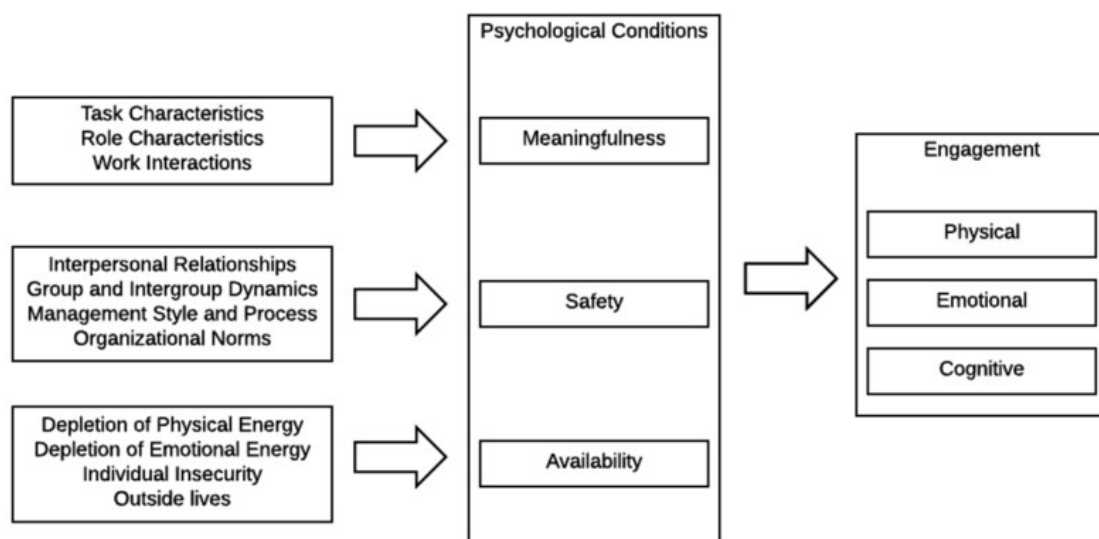 Psychological Conditions
Task Characteristics
Role Characteristics
Work Interactions
Meaningfulness
Interpersonal Relationships
Group and Intergroup Dynamics
Management Style and Process
Organizational Norms
Safety
Depletion of Physical Energy
Depletion of Emotional Energy
Individual Insecurity
Outside lives
Availability
Engagement
Physical
Emotional
Cognitive